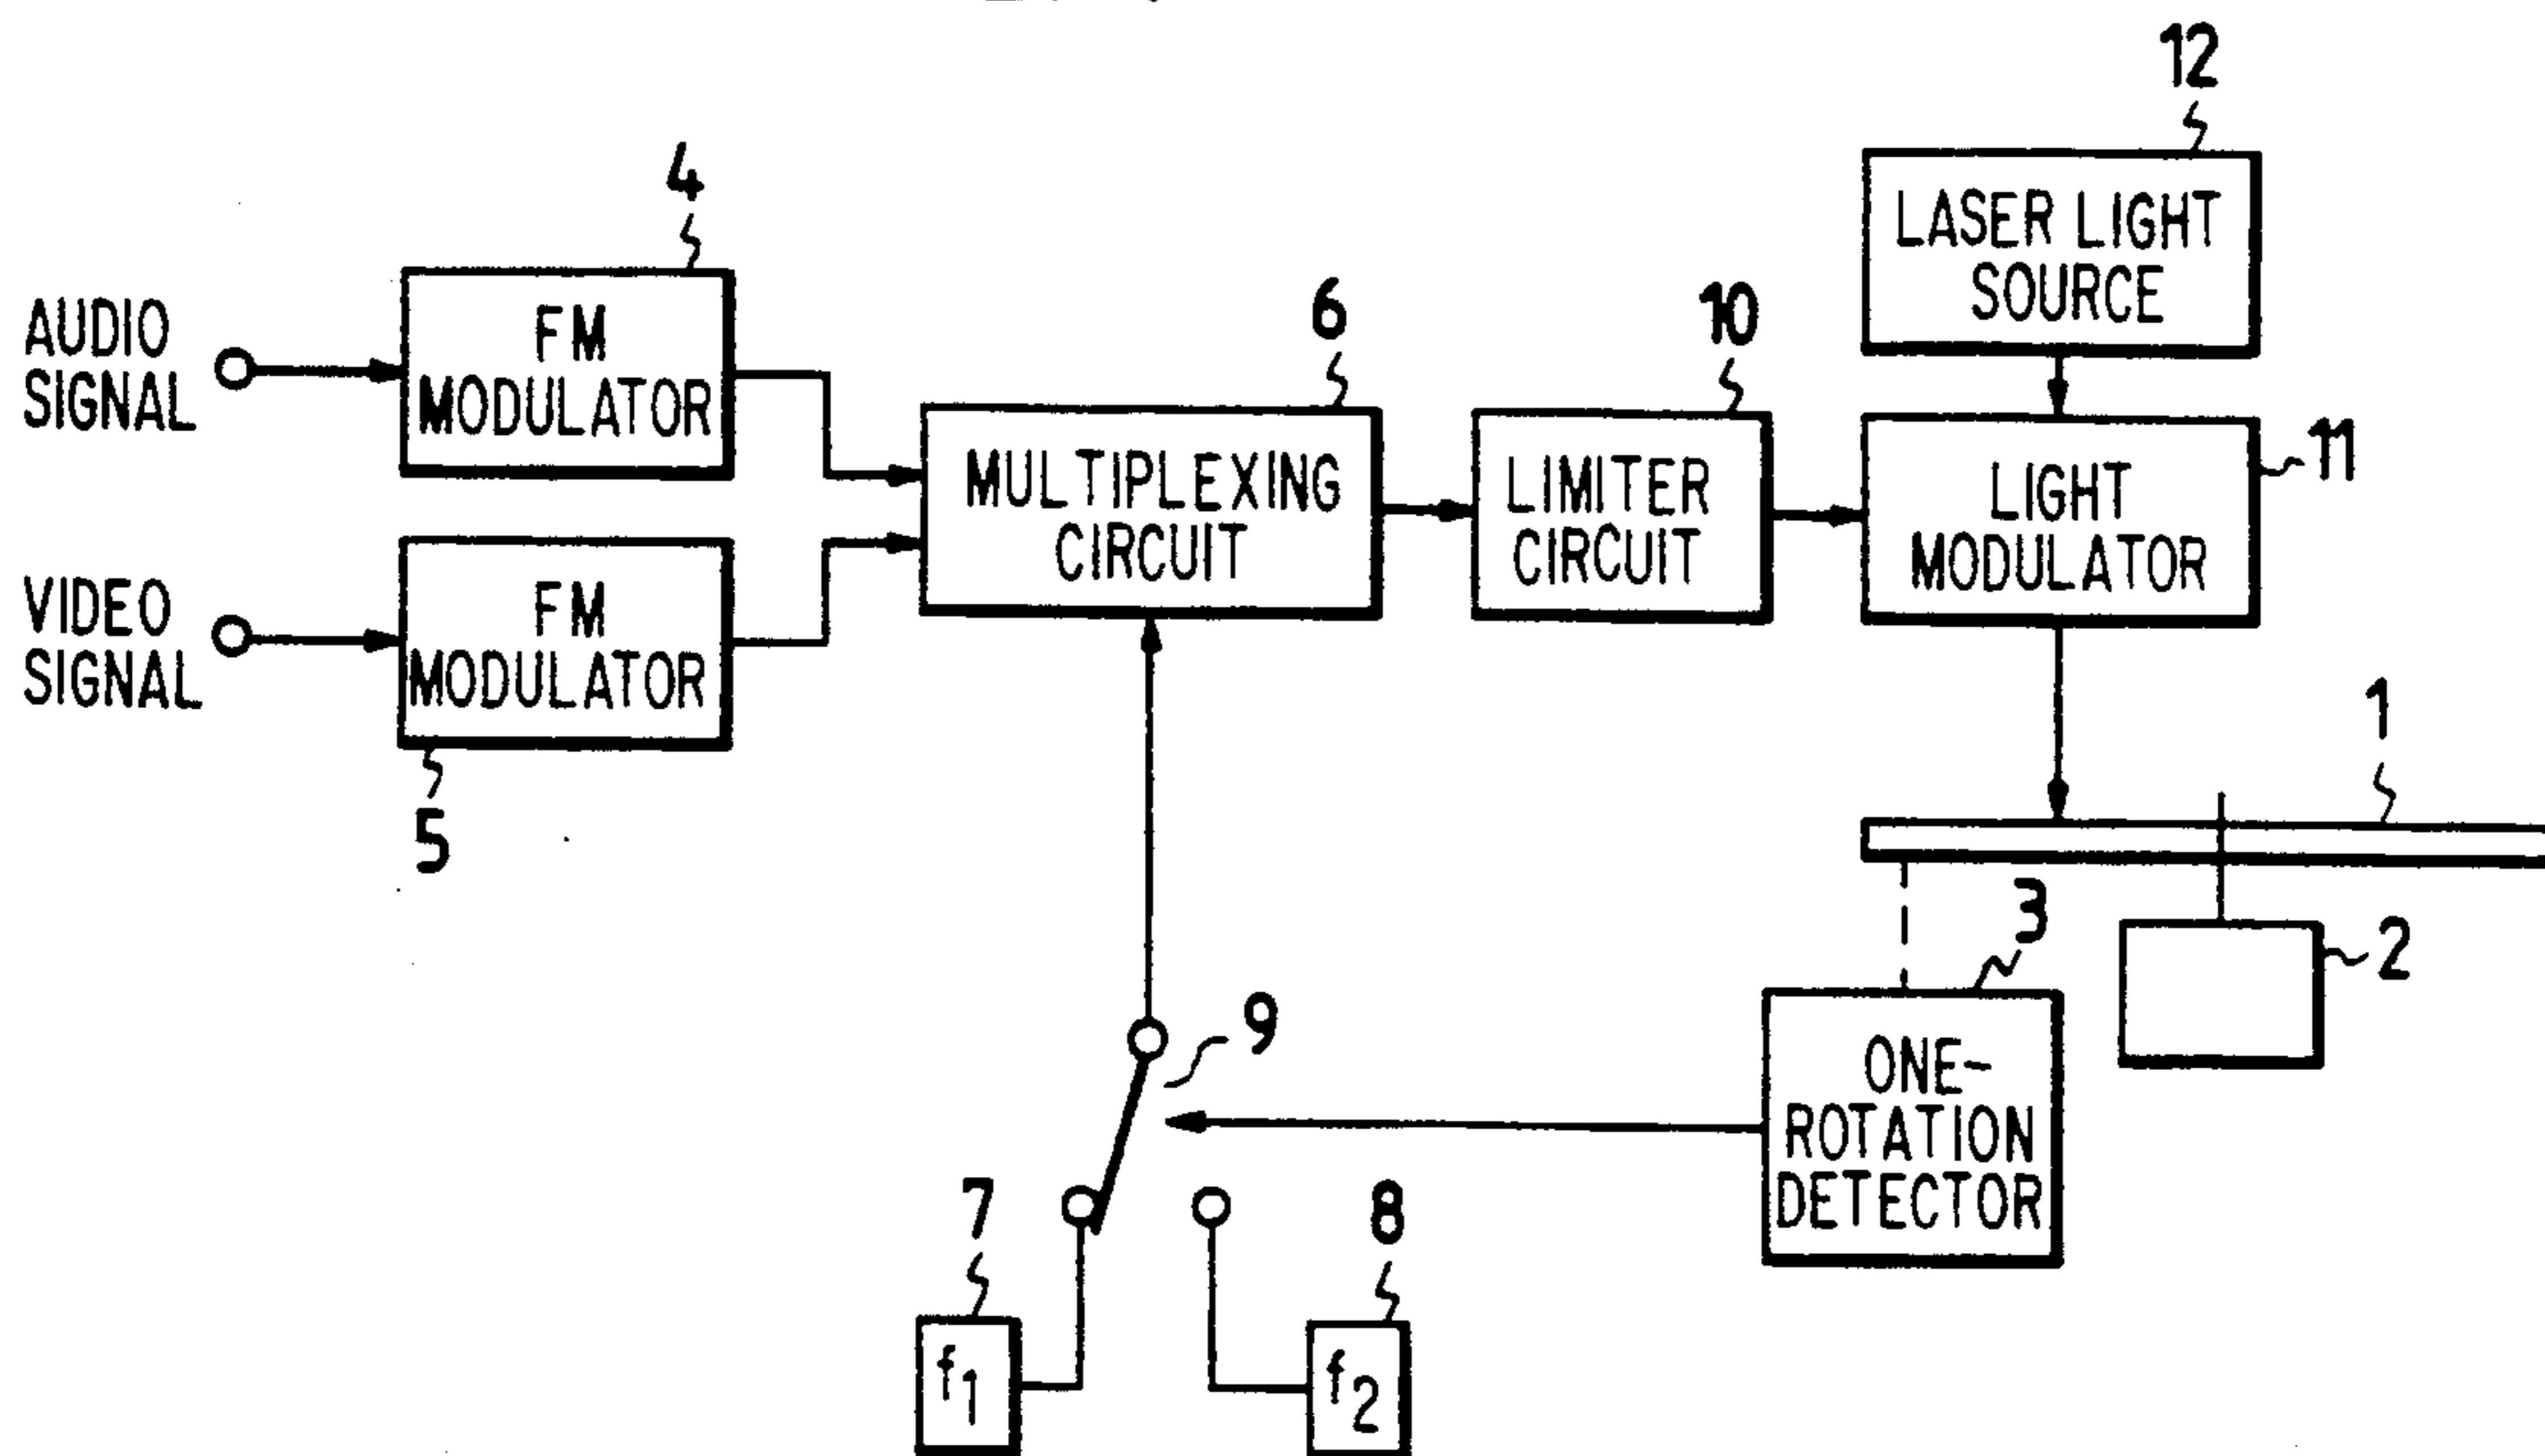 12
LASER LIGHT
SOURCE
4
AUDIO
SIGNAL
FM
MODULATOR
6
MULTIPLEXING
CIRCUIT
10
LIMITER
CIRCUIT
11
LIGHT
MODULATOR
VIDEO
SIGNAL
FM
MODULATOR
5
1
2
3
ONE-
ROTATION
DETECTOR
9
7
f1
8
f2